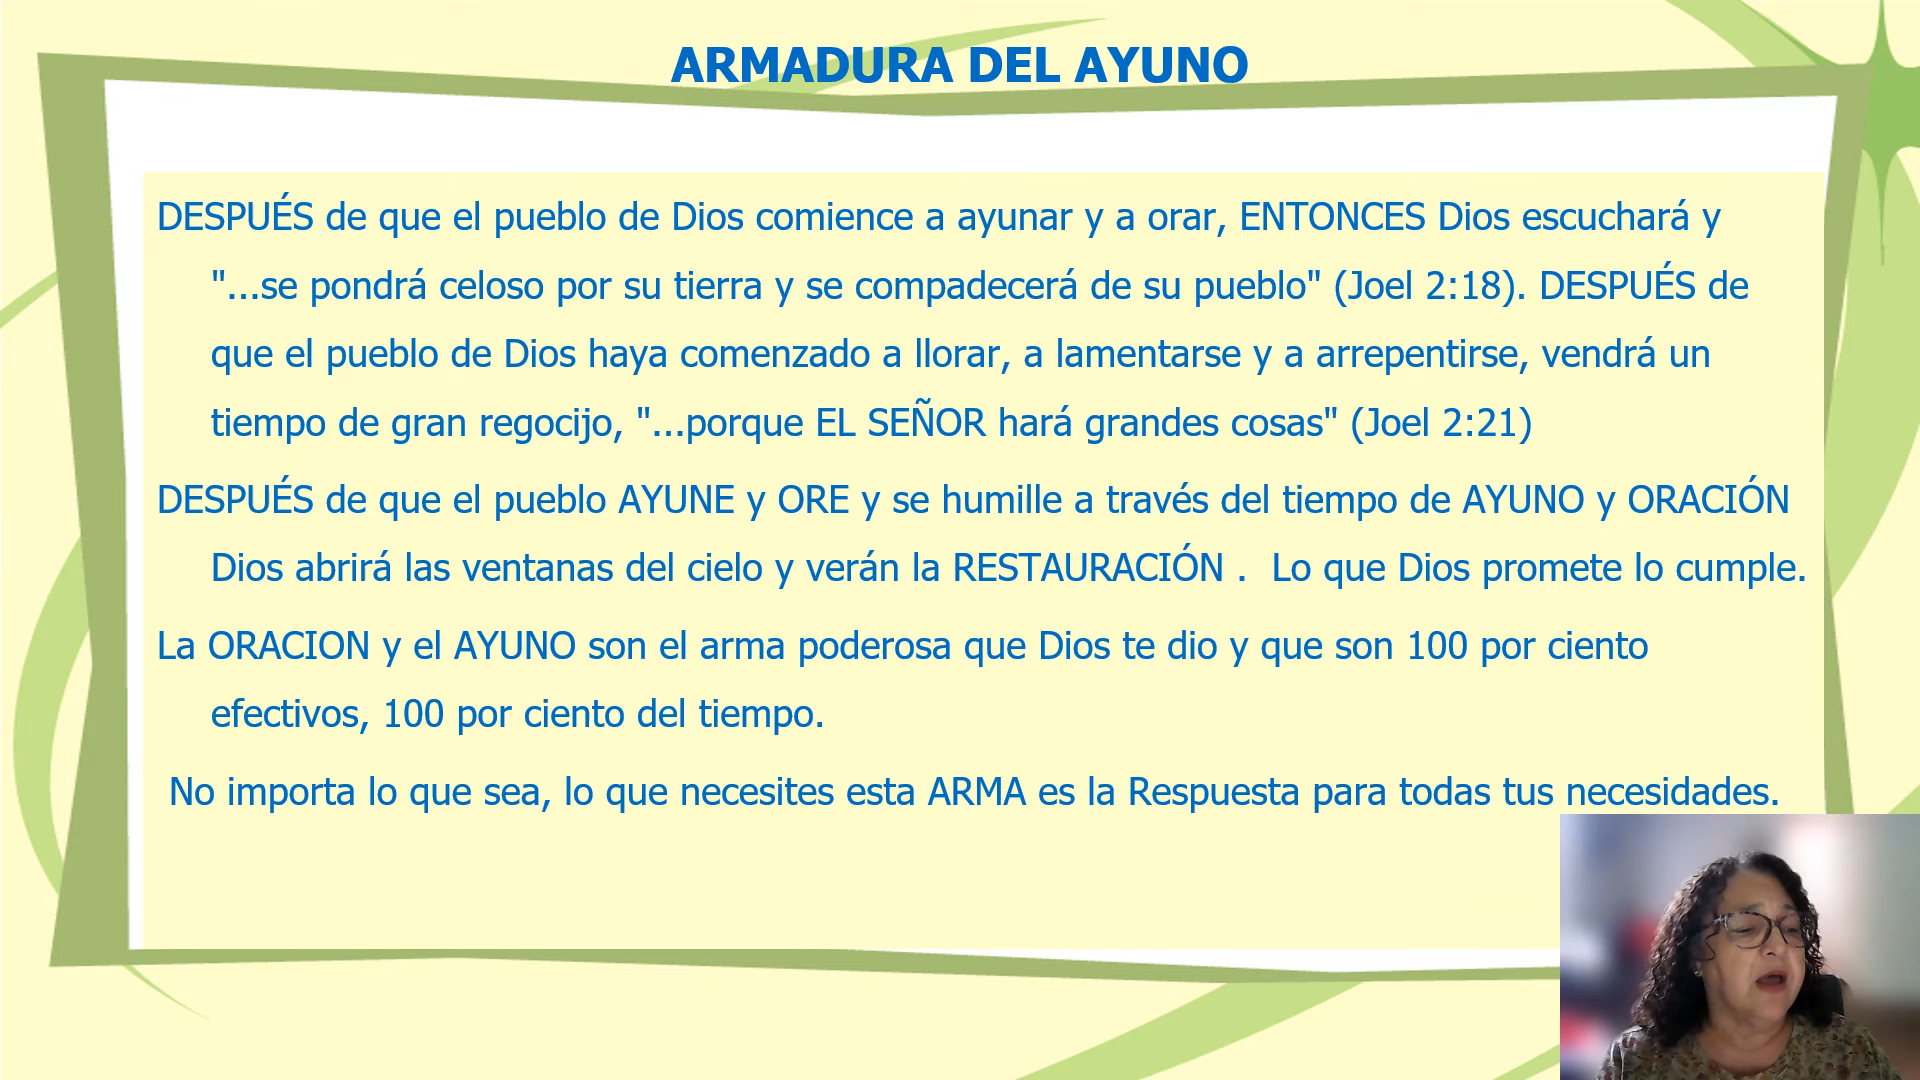 ARMADURA DEL AYUNO
DESPUÉS de que el pueblo de Dios comience a ayunar y a orar, ENTONCES Dios escuchará y
"...se pondrá celoso por su tierra y se compadecerá de su pueblo" (Joel 2:18). DESPUÉS de
que el pueblo de Dios haya comenzado a llorar, a lamentarse y a arrepentirse, vendrá un
tiempo de gran regocijo, "...porque EL SEÑOR hará grandes cosas" (Joel 2:21)
DESPUÉS de que el pueblo AYUNE y ORE y se humille a través del tiempo de AYUNO y ORACIÓN
Dios abrirá las ventanas del cielo y verán la RESTAURACIÓN .  Lo que Dios promete lo cumple.
La ORACION y el AYUNO son el arma poderosa que Dios te dio y que son 100 por ciento
efectivos, 100 por ciento del tiempo.
No importa lo que sea, lo que necesites esta ARMA es la Respuesta para todas tus necesidades.